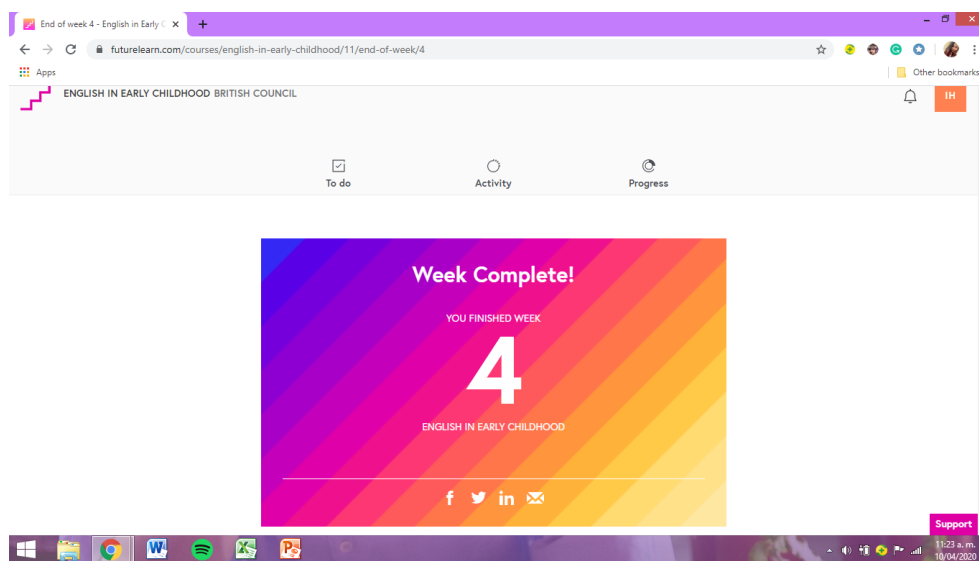 End of week 4 - English in Early C
futurelearn.com/courses/english-in-early-childhood/11/end-of-week/4
Apps
Other bookmarks
ENGLISH IN EARLY CHILDHOOD BRITISH COUNCIL
IH
To do
Activity
Progress
Week Complete!
YOU FINISHED WEEK
4
ENGLISH IN EARLY CHILDHOOD
Support
11:23 a. m.
10/04/2020